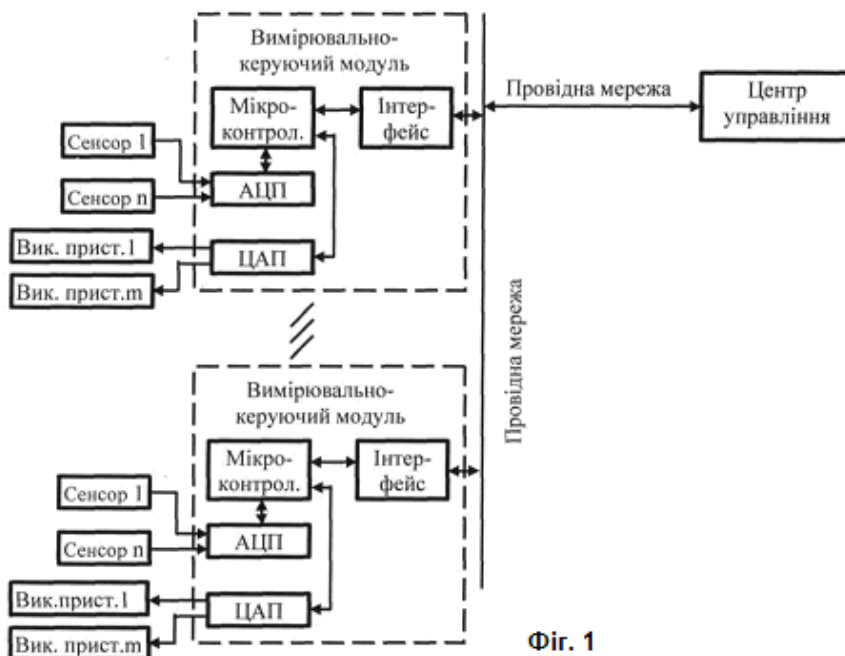 Вимірювально-
керуючий модуль
Мікро-
контрол.
Інтер-
фейс
Провідна мережа
Центр
управління
Сенсор 1
АЦП
Сенсор n
Вик. прист.1
ЦАП
Вик. прист.m
Провідна мережа
Вимірювально-
керуючий модуль
Мікро-
контрол.
Інтер-
фейс
Сенсор 1
АЦП
Сенсор n
Вик.прист.1
ЦАП
Вик. прист.m
Фіг. 1